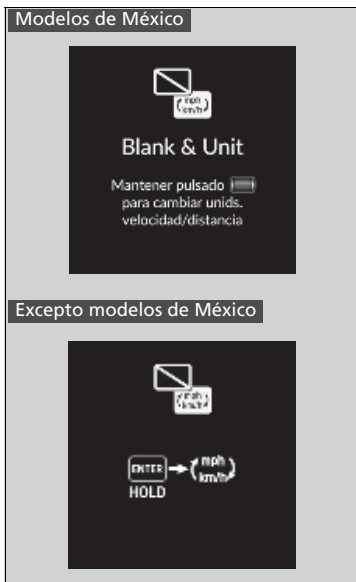 Modelos de México
mph
km/h
Blank & Unit
Mantener pulsado
para cambiar unids.
velocidad/distancia
Excepto modelos de México
mph
km/h
ENTER
mph
km/h
HOLD